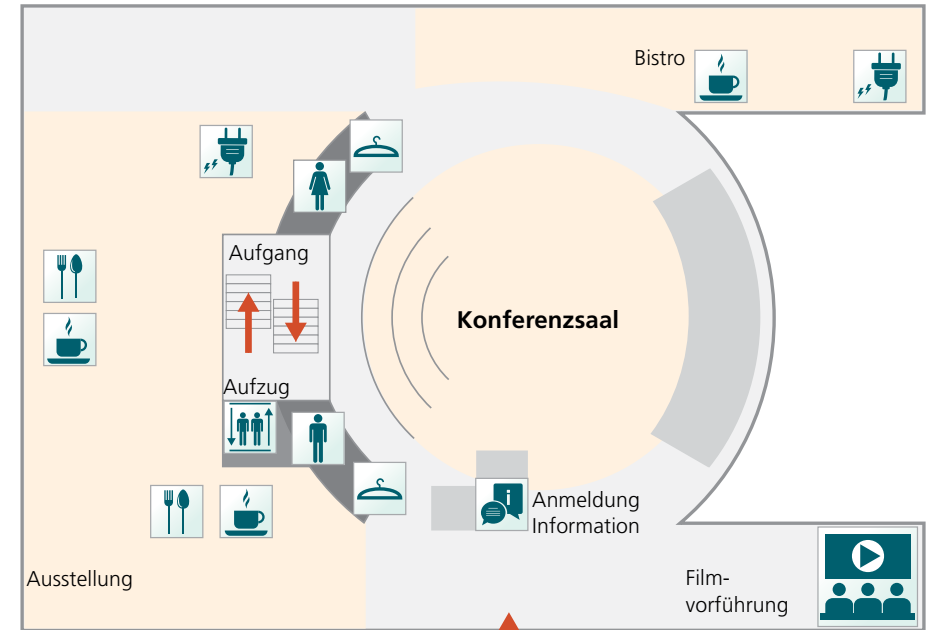 Bistro
Aufgang
Konferenzsaal
Aufzug
i
Anmeldung
Information
Ausstellung
Film-
vorführung